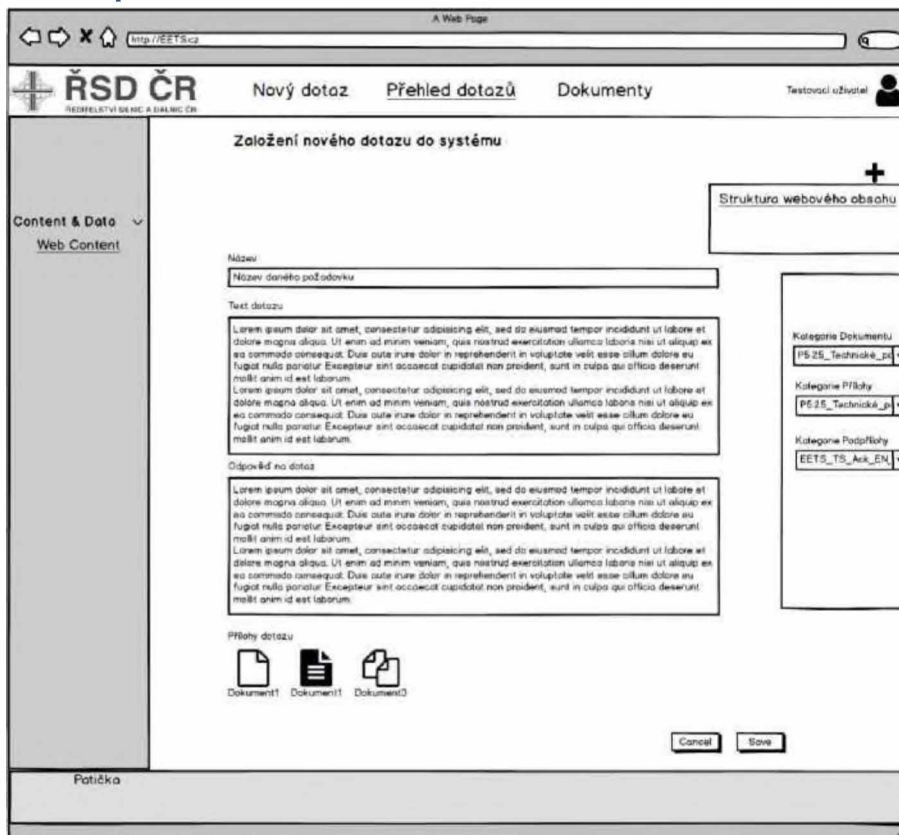 A Web Page
http://EETS.cz
ŘSD ČR
ŘEDITELSTVÍ SILNIC A DÁLNIC ČR
Nový dotaz
Přehled dotazů
Dokumenty
Testovací uživatel
Založení nového dotazu do systému
Struktura webového obsahu
Content & Data
Web Content
Název
Název daného požadovku
Text dotazu
Lorem ipsum dolor sit amet, consectetur adipisicing elit, sed do eiusmod tempor incididunt ut labore et
dolore magna aliqua. Ut enim ad minim veniam, quis nostrud exercitation ullamco laboris nisi ut aliquip ex
ea commodo consequat. Duis aute irure dolor in reprehenderit in voluptate velit esse cillum dolore eu
fugiat nulla pariatur. Excepteur sint occaecat cupidatat non proident, sunt in culpa qui officia deserunt
mollit anim id est laborum.
Lorem ipsum dolor sit amet, consectetur adipisicing elit, sed do eiusmod tempor incididunt ut labore et
dolore magna aliqua. Ut enim ad minim veniam, quis nostrud exercitation ullamco laboris nisi ut aliquip ex
ea commodo consequat. Duis aute irure dolor in reprehenderit in voluptate velit esse cillum dolore eu
fugiat nulla pariatur. Excepteur sint occaecat cupidatat non proident, sunt in culpa qui officia deserunt
mollit anim id est laborum.
Odpověď na dotaz
Lorem ipsum dolor sit amet, consectetur adipisicing elit, sed do eiusmod tempor incididunt ut labore et
dolore magna aliqua. Ut enim ad minim veniam, quis nostrud exercitation ullamco laboris nisi ut aliquip ex
ea commodo consequat. Duis aute irure dolor in reprehenderit in voluptate velit esse cillum dolore eu
fugiat nulla pariatur. Excepteur sint occaecat cupidatat non proident, sunt in culpa qui officia deserunt
mollit anim id est laborum.
Lorem ipsum dolor sit amet, consectetur adipisicing elit, sed do eiusmod tempor incididunt ut labore et
dolore magna aliqua. Ut enim ad minim veniam, quis nostrud exercitation ullamco laboris nisi ut aliquip ex
ea commodo consequat. Duis aute irure dolor in reprehenderit in voluptate velit esse cillum dolore eu
fugiat nulla pariatur. Excepteur sint occaecat cupidatat non proident, sunt in culpa qui officia deserunt
mollit anim id est laborum.
Kategorie Dokumentu
P5.25_Technické_po
Kategorie Přílohy
P5.25_Technické_p
Kategorie Podpřílohy
EETS_TS_Ack_EN_
Přílohy dotazu
Dokument1
Dokument1
Dokument3
Cancel
Save
Patička